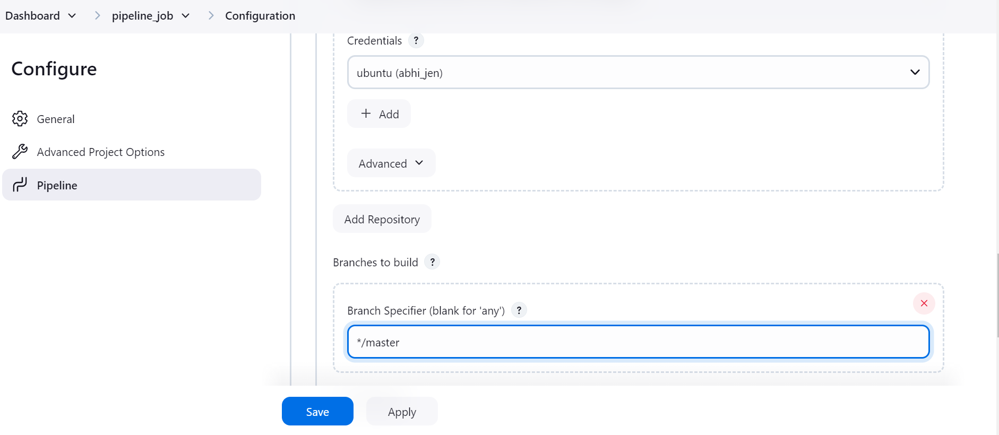 Dashboard
pipeline_job
Configuration
Configure
General
Advanced Project Options
Pipeline
Credentials ?
ubuntu (abhi_jen)
+ Add
Advanced
Add Repository
Branches to build ?
Branch Specifier (blank for 'any') ?
*/master
Save
Apply